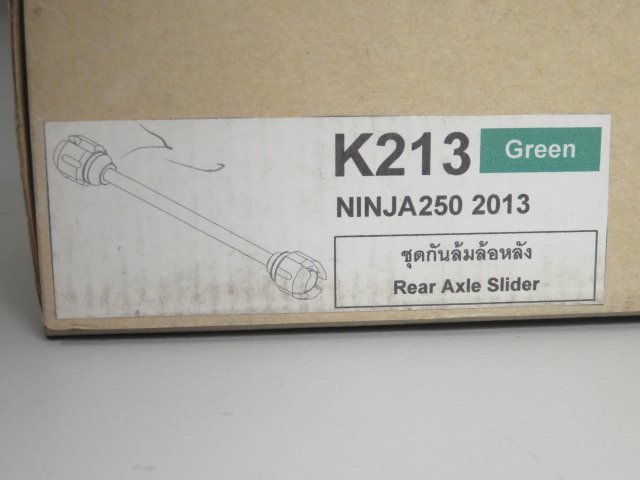 K213 Green
NINJA250 2013
ชุดกันล้มล้อหลัง
Rear Axle Slider